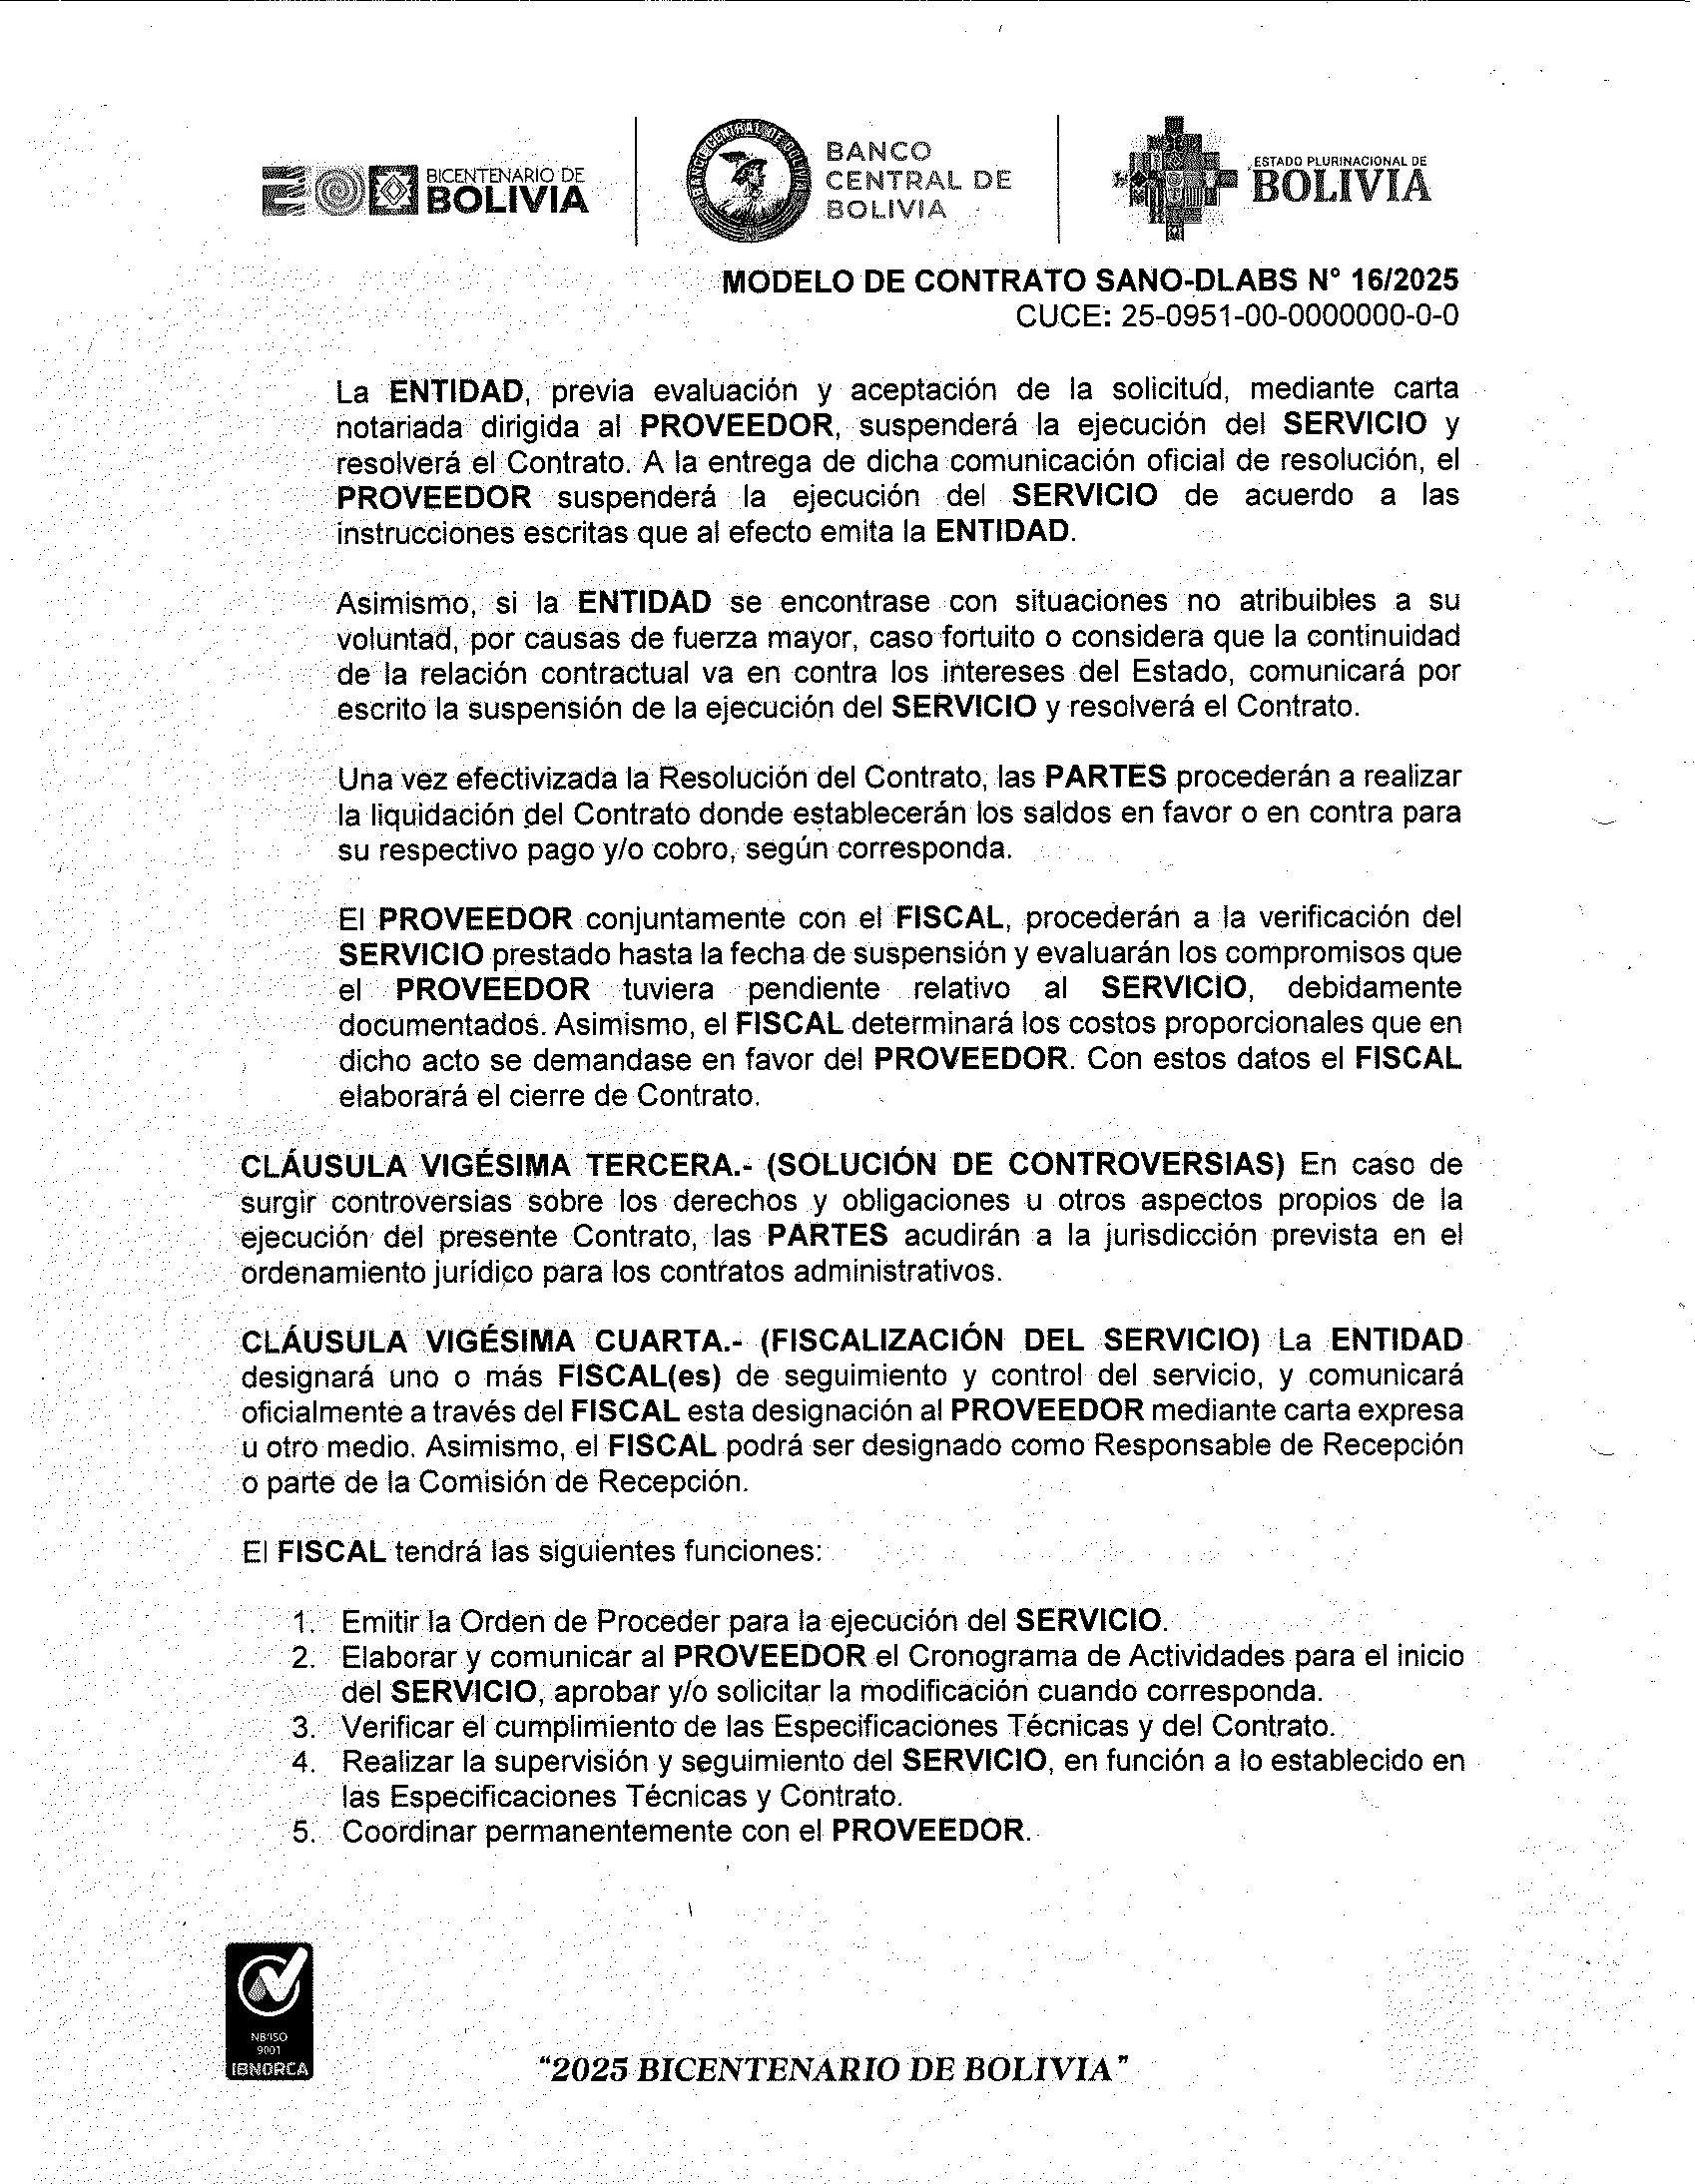 BICENTENARIO DE
BOLIVIA
BANCO CENTRAL DE BOLIVIA
BANCO
CENTRAL DE
BOLIVIA
ESTADO PLURINACIONAL DE
BOLIVIA
MODELO DE CONTRATO SANO-DLABS N° 16/2025
CUCE: 25-0951-00-0000000-0-0
La ENTIDAD, previa evaluación y aceptación de la solicitud, mediante carta
notariada dirigida al PROVEEDOR, suspenderá la ejecución del SERVICIO y
resolverá el Contrato. A la entrega de dicha comunicación oficial de resolución, el
PROVEEDOR suspenderá la ejecución del SERVICIO de acuerdo a las
instrucciones escritas que al efecto emita la ENTIDAD.
Asimismo, si la ENTIDAD se encontrase con situaciones no atribuibles a su
voluntad, por causas de fuerza mayor, caso fortuito o considera que la continuidad
de la relación contractual va en contra los intereses del Estado, comunicará por
escrito la suspensión de la ejecución del SERVICIO y resolverá el Contrato.
Una vez efectivizada la Resolución del Contrato, las PARTES procederán a realizar
la liquidación del Contrato donde establecerán los saldos en favor o en contra para
su respectivo pago y/o cobro, según corresponda.
El PROVEEDOR conjuntamente con el FISCAL, procederán a la verificación del
SERVICIO prestado hasta la fecha de suspensión y evaluarán los compromisos que
el PROVEEDOR tuviera pendiente relativo al SERVICIO, debidamente
documentados. Asimismo, el FISCAL determinará los costos proporcionales que en
dicho acto se demandase en favor del PROVEEDOR. Con estos datos el FISCAL
elaborará el cierre de Contrato.
CLÁUSULA VIGÉSIMA TERCERA.- (SOLUCIÓN DE CONTROVERSIAS) En caso de
surgir controversias sobre los derechos y obligaciones u otros aspectos propios de la
ejecución del presente Contrato, las PARTES acudirán a la jurisdicción prevista en el
ordenamiento jurídico para los contratos administrativos.
CLÁUSULA VIGÉSIMA CUARTA.- (FISCALIZACIÓN DEL SERVICIO) La ENTIDAD
designará uno o más FISCAL(es) de seguimiento y control del servicio, y comunicará
oficialmente a través del FISCAL esta designación al PROVEEDOR mediante carta expresa
u otro medio. Asimismo, el FISCAL podrá ser designado como Responsable de Recepción
o parte de la Comisión de Recepción.
El FISCAL tendrá las siguientes funciones:
1. Emitir la Orden de Proceder para la ejecución del SERVICIO.
2. Elaborar y comunicar al PROVEEDOR el Cronograma de Actividades para el inicio
del SERVICIO, aprobar y/o solicitar la modificación cuando corresponda.
3. Verificar el cumplimiento de las Especificaciones Técnicas y del Contrato.
4. Realizar la supervisión y seguimiento del SERVICIO, en función a lo establecido en
las Especificaciones Técnicas y Contrato.
5. Coordinar permanentemente con el PROVEEDOR.
NB/ISO
9001
IBNORCA
"2025 BICENTENARIO DE BOLIVIA"